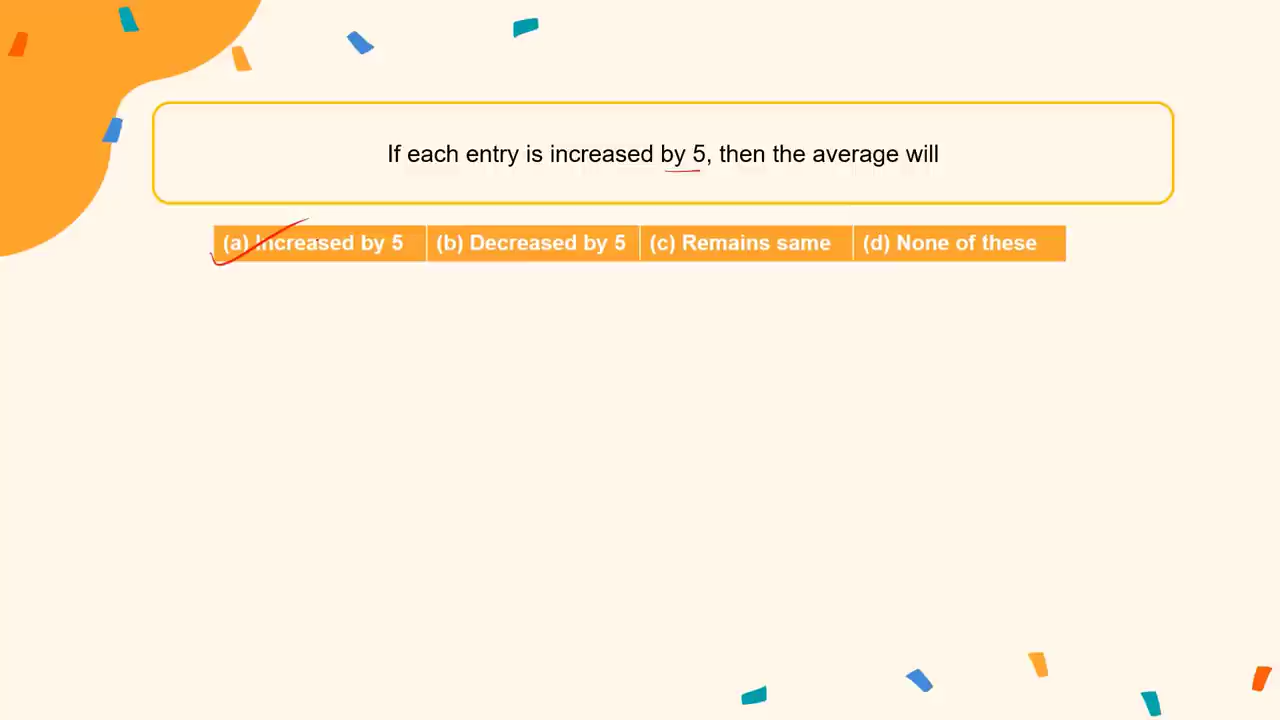 If each entry is increased by 5, then the average will
(a) Increased by 5 (b) Decreased by 5 (c) Remains same (d) None of these